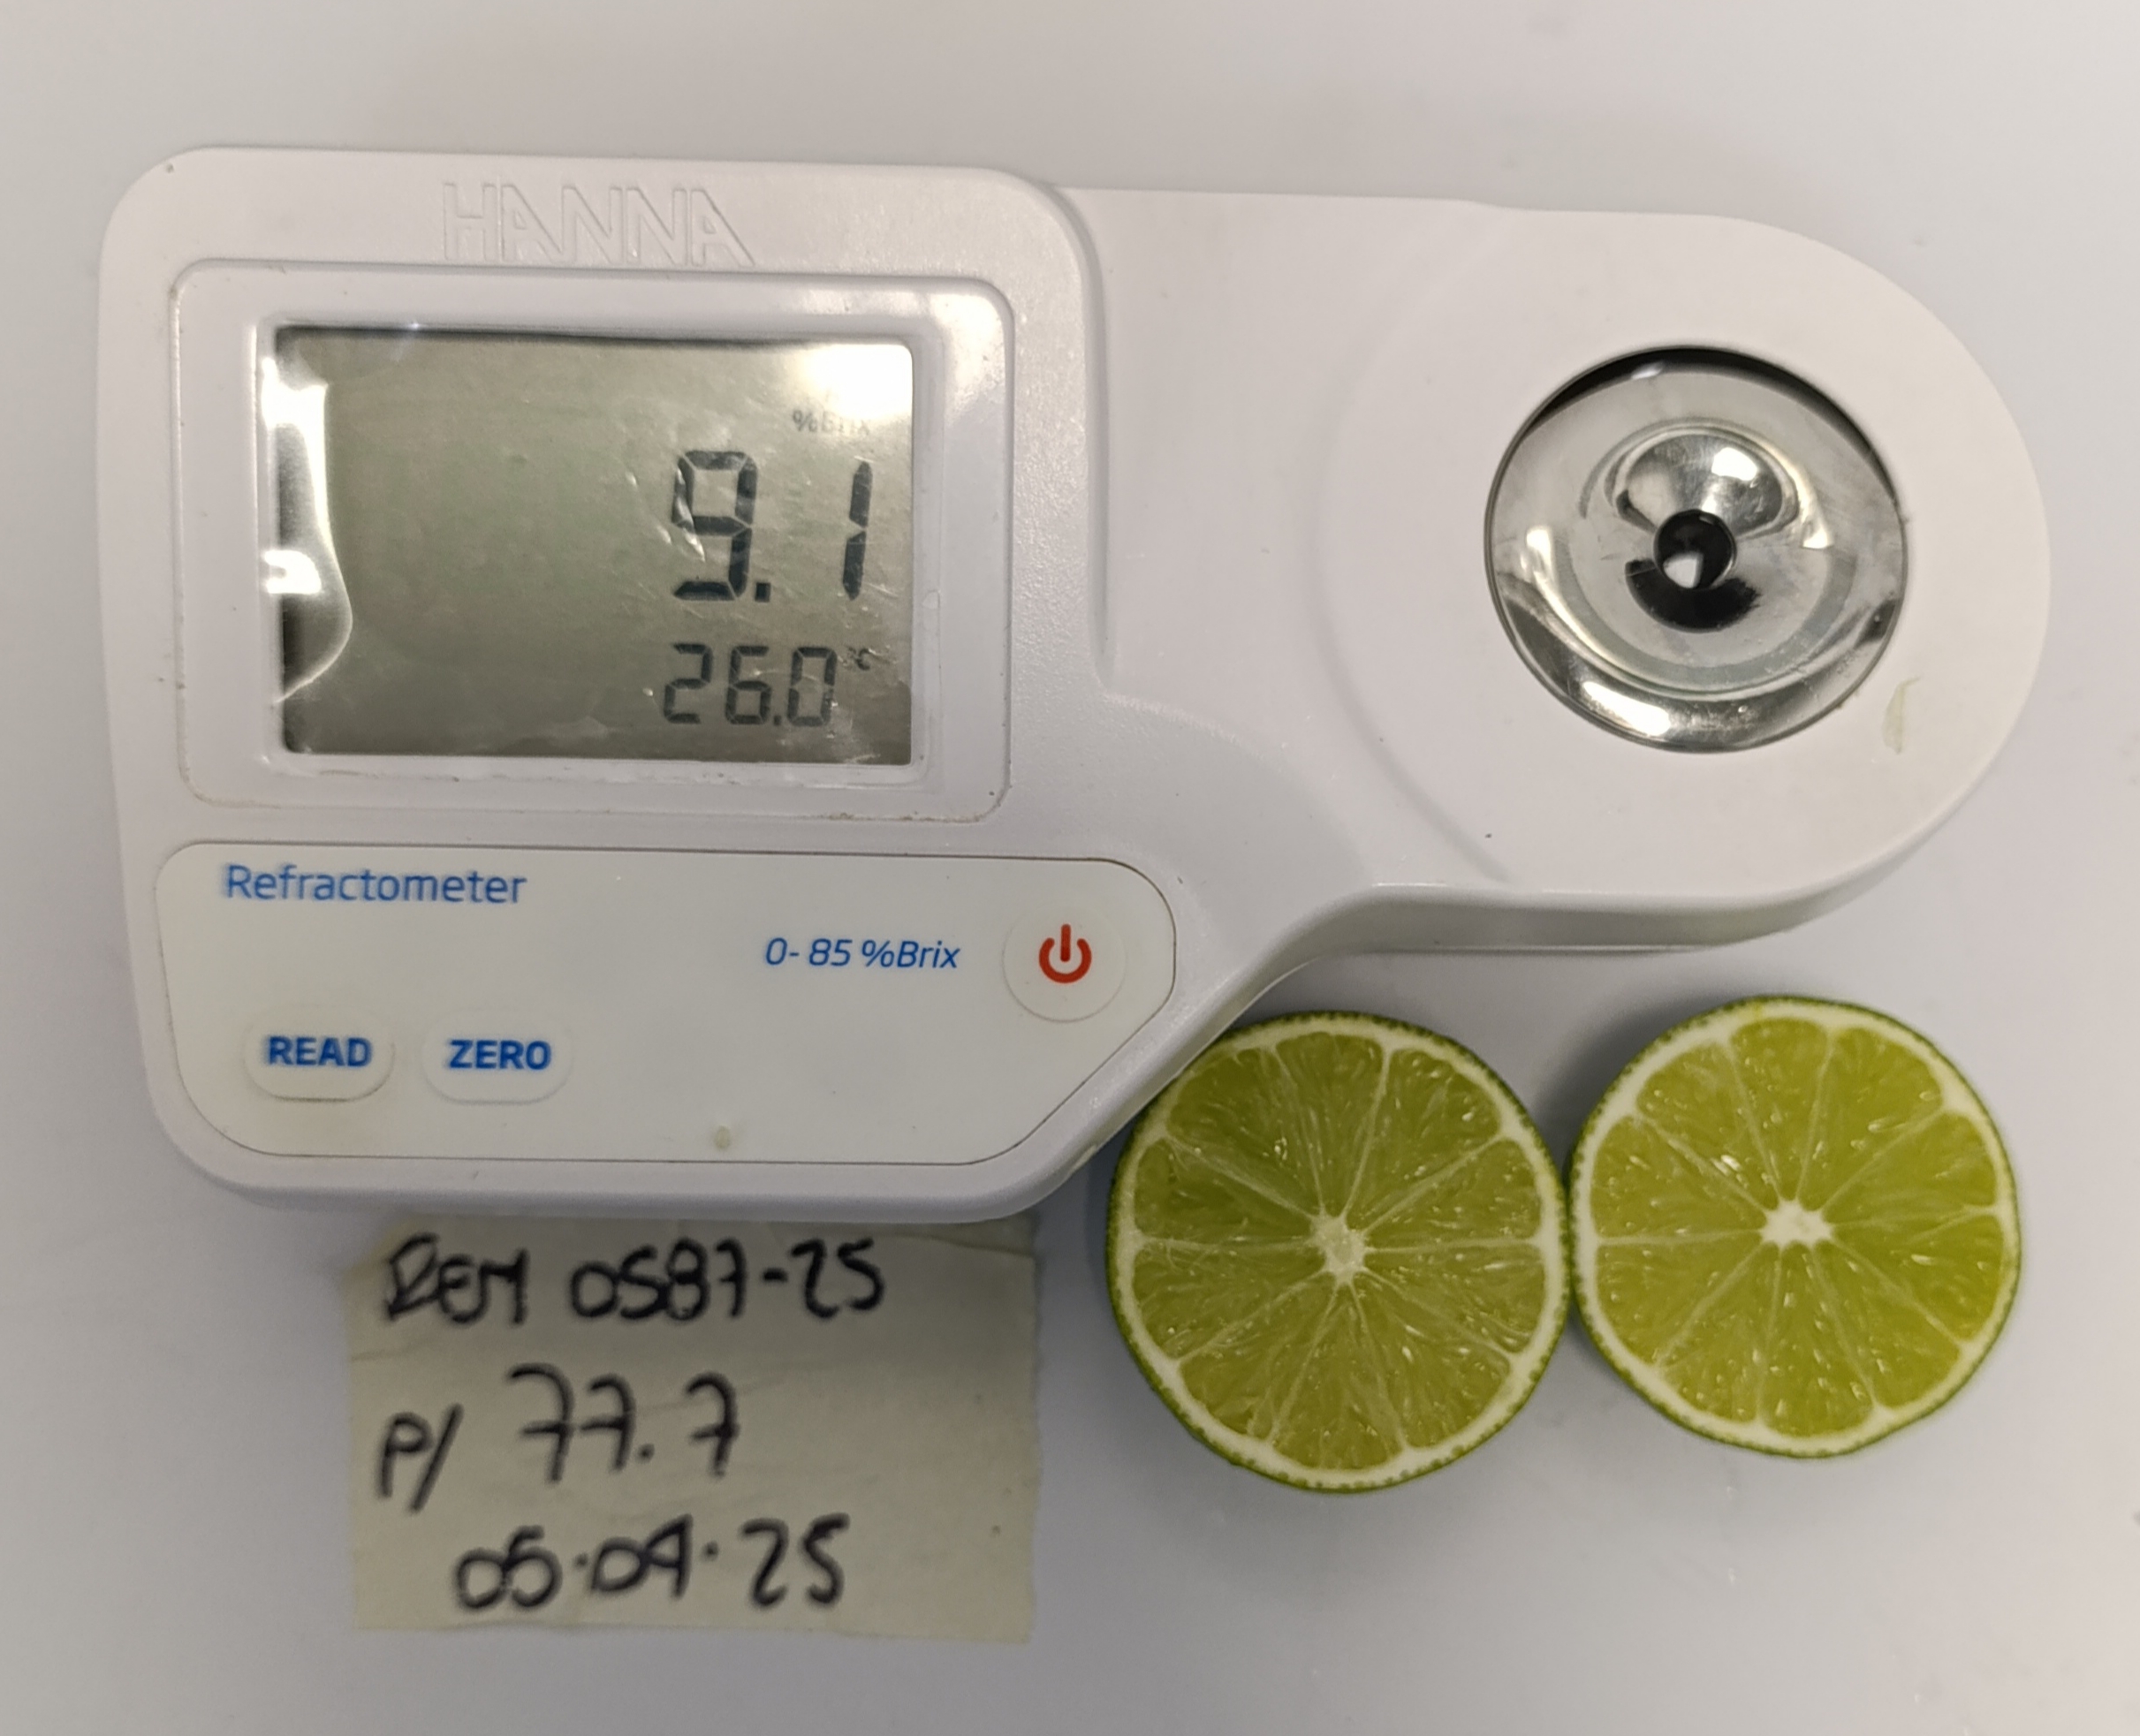 HANNA
%Brix
9.1
26.0°C
Refractometer
0-85 %Brix
READ
ZERO
REM 0587-25
P/ 77.7
05.09.25